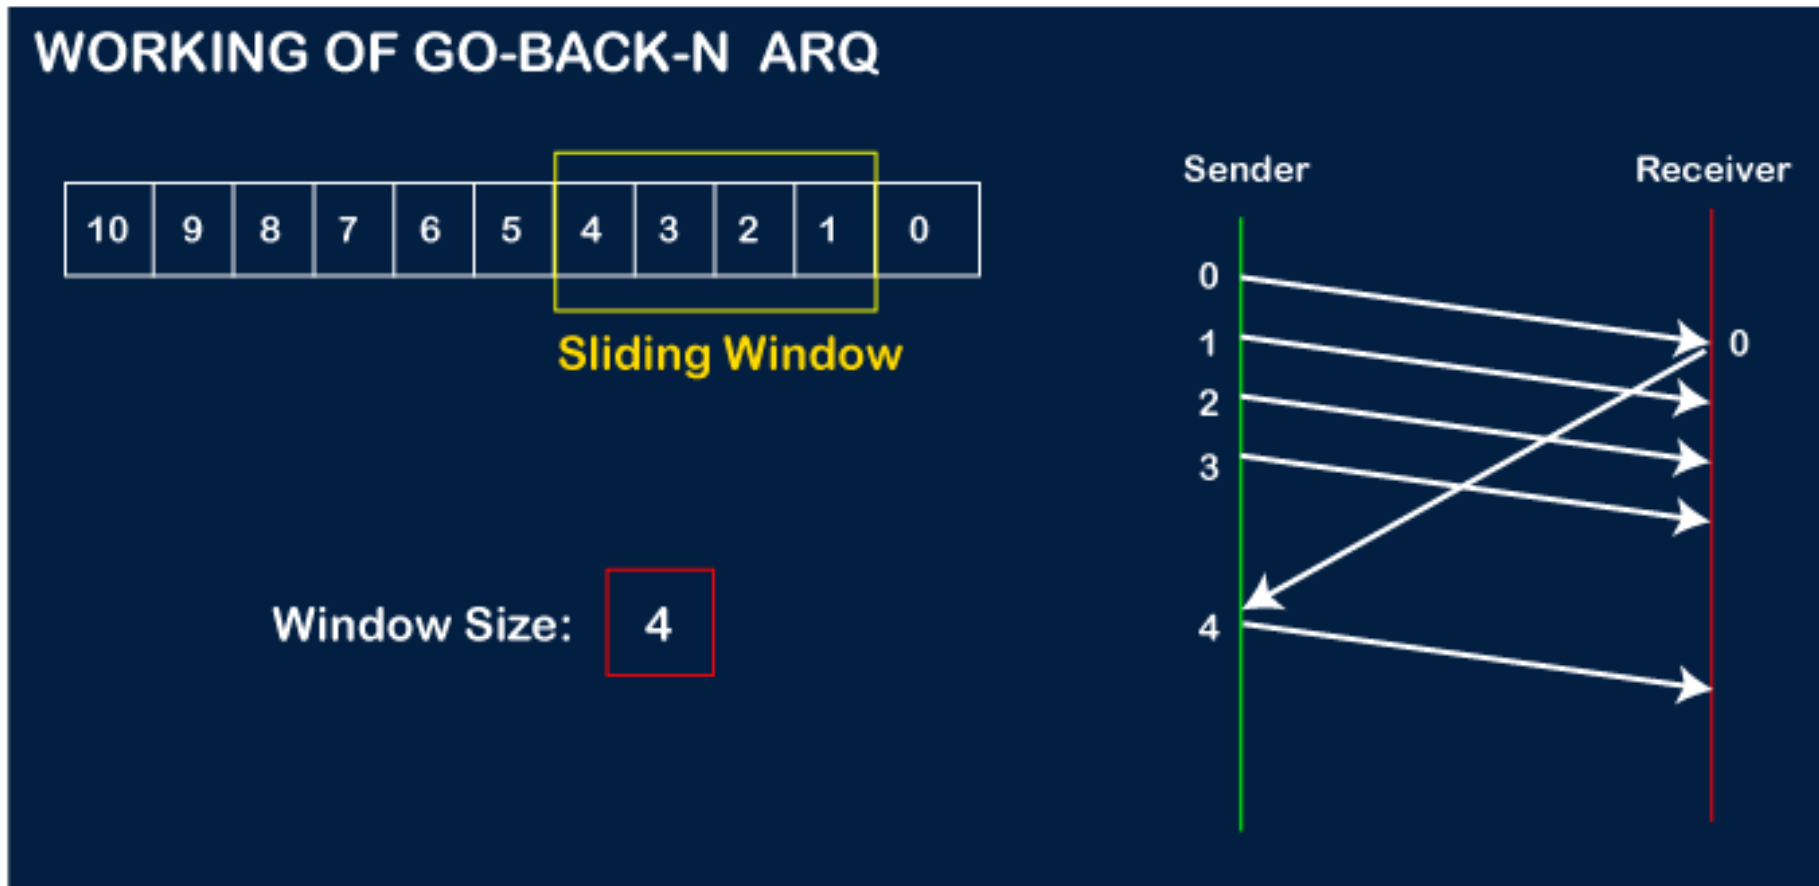 WORKING OF GO-BACK-N ARQ
10 9 8 7 6 5 4 3 2 1 0
Sliding Window
Window Size: 4
Sender Receiver
0
1
2
3
4
0